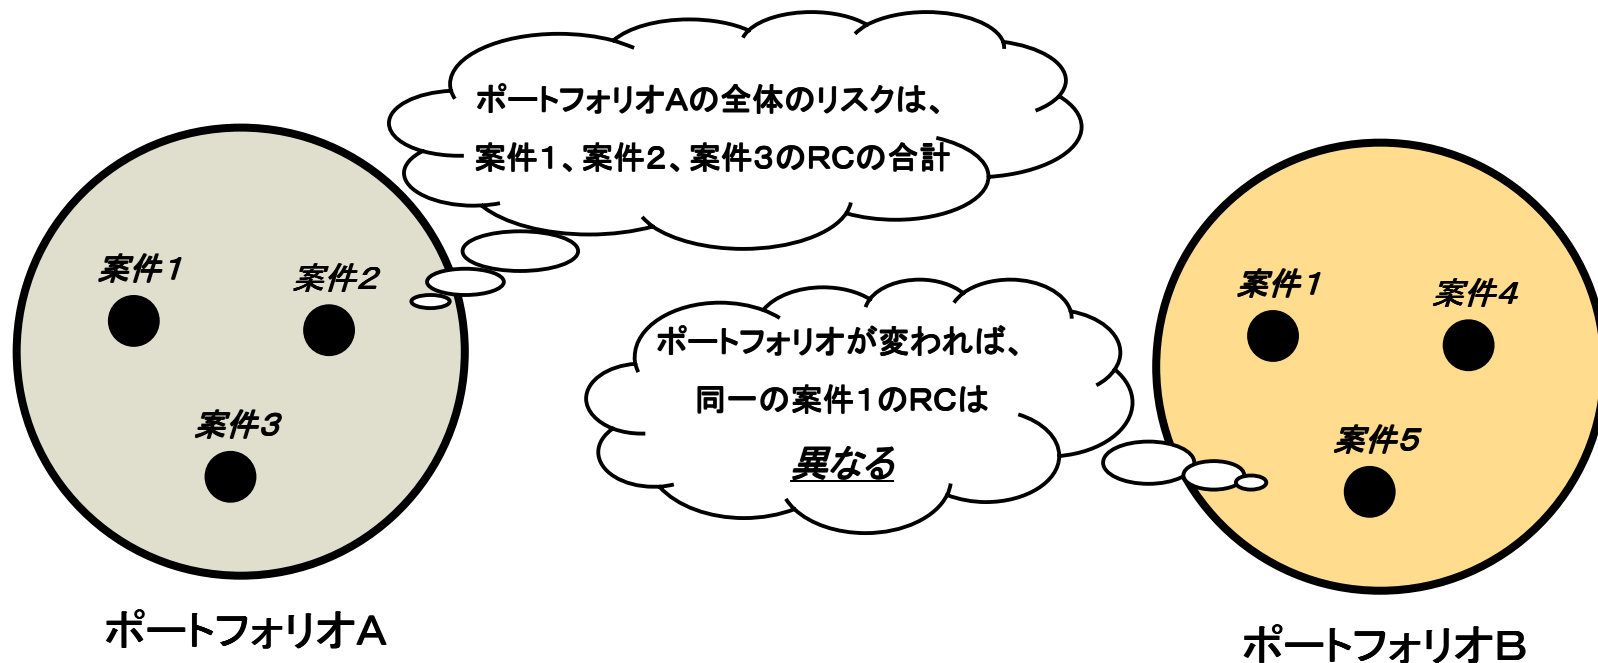 ポートフォリオAの全体のリスクは、
案件1、案件2、案件3のRCの合計
案件1
案件2
案件3
ポートフォリオA
ポートフォリオが変われば、
同一の案件1のRCは
異なる
案件1
案件4
案件5
ポートフォリオB